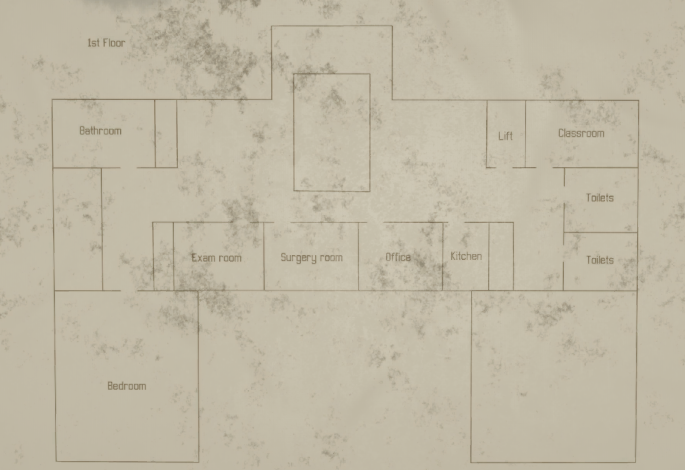 1st Floor
Bathroom
Lift
Classroom
Toilets
Exam room
Surgery room
Office
Kitchen
Toilets
Bedroom